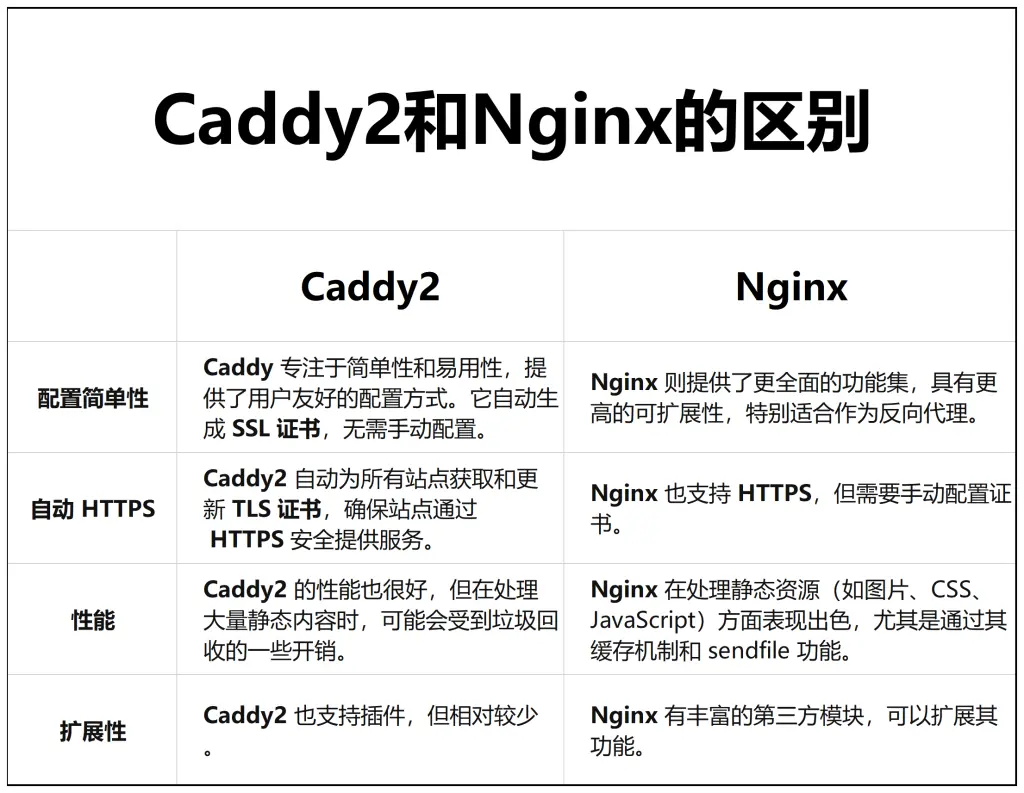 Caddy2和Nginx的区别
Caddy2
Nginx
配置简单性
Caddy 专注于简单性和易用性，提
供了用户友好的配置方式。它自动生
成 SSL 证书，无需手动配置。
Nginx 则提供了更全面的功能集，具有更
高的可扩展性，特别适合作为反向代理。
自动 HTTPS
Caddy2 自动为所有站点获取和更
新 TLS 证书，确保站点通过
HTTPS 安全提供服务。
Nginx 也支持 HTTPS，但需要手动配置证
书。
性能
Caddy2 的性能也很好，但在处理
大量静态内容时，可能会受到垃圾回
收的一些开销。
Nginx 在处理静态资源（如图片、CSS、
JavaScript）方面表现出色，尤其是通过其
缓存机制和 sendfile 功能。
扩展性
Caddy2 也支持插件，但相对较少
。
Nginx 有丰富的第三方模块，可以扩展其
功能。